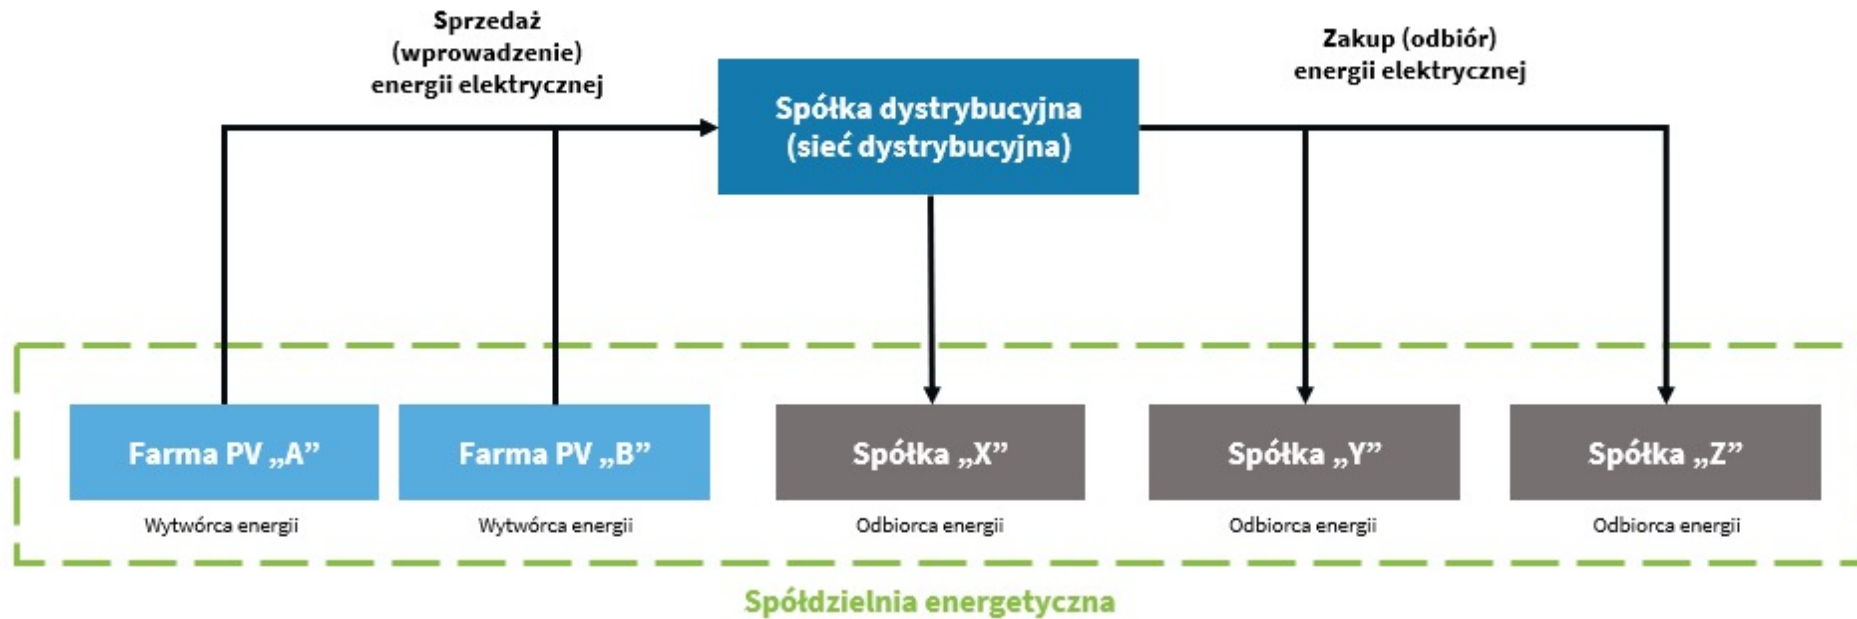 Sprzedaż
(wprowadzenie)
energii elektrycznej
Zakup (odbiór)
energii elektrycznej
Spółka dystrybucyjna
(sieć dystrybucyjna)
Farma PV „A”
Farma PV „B”
Spółka „X”
Spółka „Y”
Spółka „Z”
Wytwórca energii
Wytwórca energii
Odbiorca energii
Odbiorca energii
Odbiorca energii
Spółdzielnia energetyczna